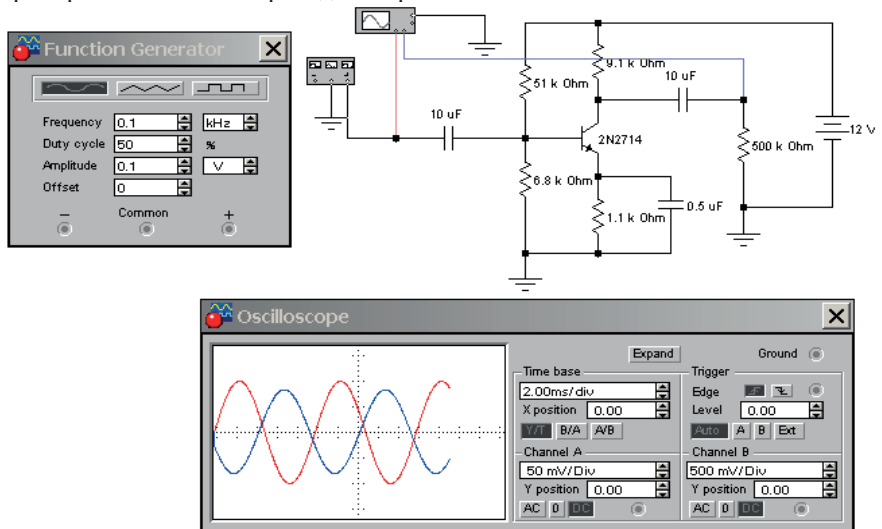 Function Generator
Frequency 0.1 kHz
Duty cycle 50 %
Amplitude 0.1 V
Offset 0
− Common +
9.1 k Ohm
51 k Ohm
10 uF
10 uF
2N2714
12 V
500 k Ohm
6.8 k Ohm
0.5 uF
1.1 k Ohm
Oscilloscope
Expand Ground
Time base Trigger
2.00ms/div Edge
X position 0.00 Level 0.00
Y/T B/A A/B Auto A B Ext
Channel A Channel B
50 mV/Div 500 mV/Div
Y position 0.00 Y position 0.00
AC 0 DC AC 0 DC